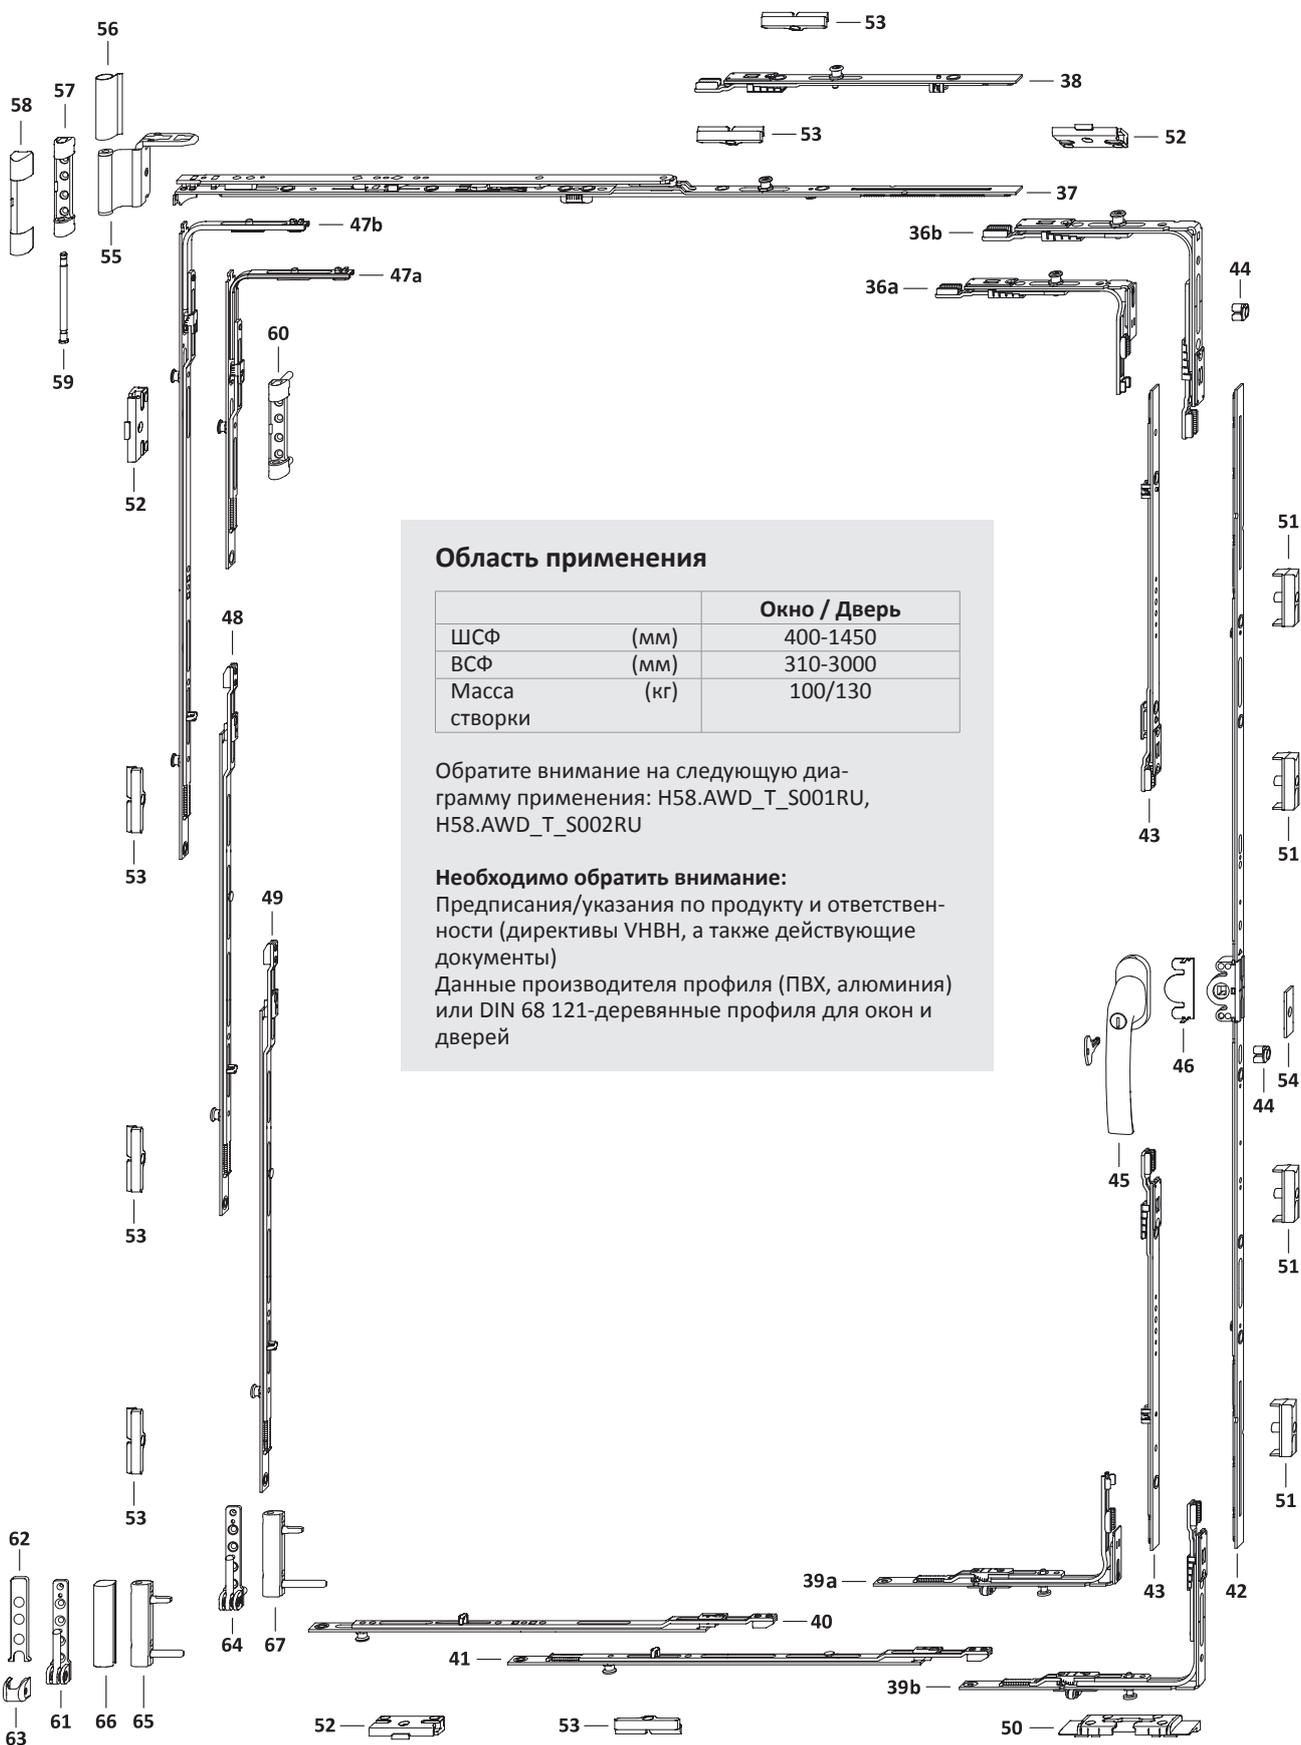 53
56
38
57
58
53
52
37
47b
36b
55
47a
44
36a
60
59
52
51
Область применения
Окно / Дверь
ШСФ (мм) 400-1450
48
ВСФ (мм) 310-3000
Масса (кг) 100/130
створки
Обратите внимание на следующую диа-
грамму применения: H58.AWD_T_S001RU,
H58.AWD_T_S002RU
43
51
53
Необходимо обратить внимание:
49
Предписания/указания по продукту и ответствен-
ности (директивы VHBH, а также действующие
документы)
Данные производителя профиля (ПВХ, алюминия)
или DIN 68 121-деревянные профиля для окон и
дверей
46
54
44
45
53
51
51
53
62
39a
43
42
40
64
67
41
39b
63
61
66
65
52
53
50